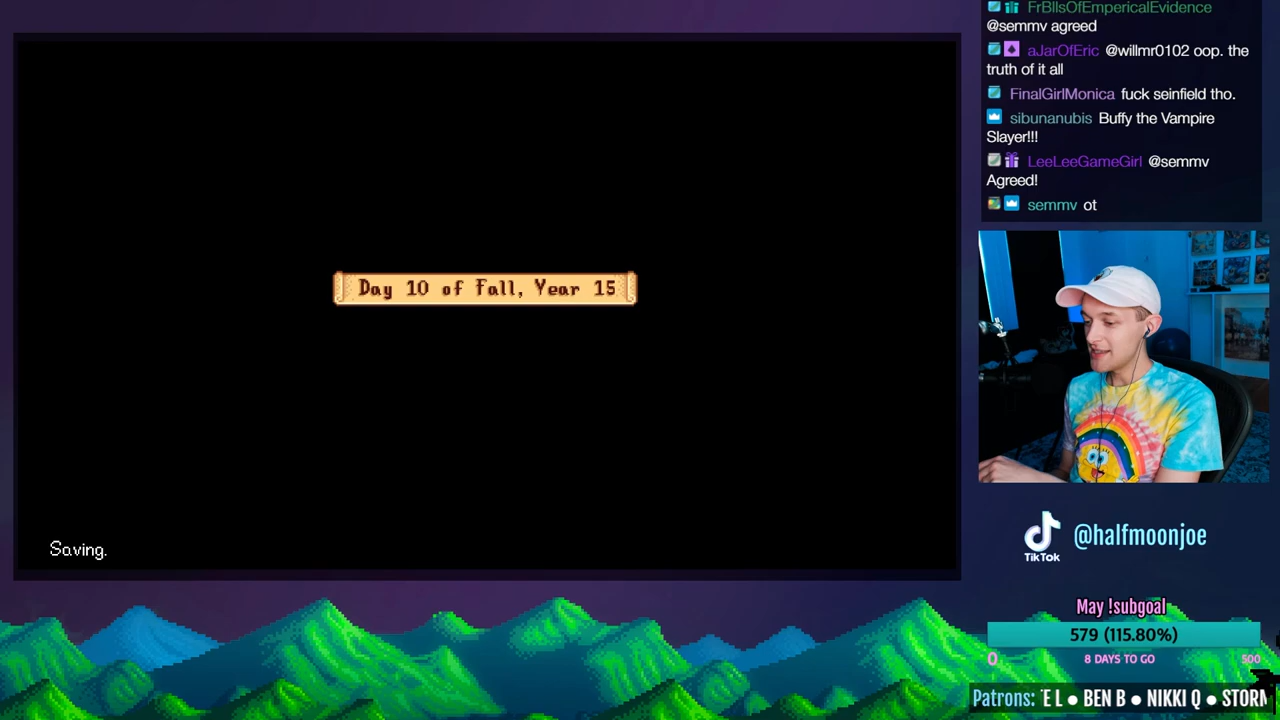 FrBllsOfEmpericalEvidence
@semmv agreed
aJarOfEric @willmr0102 oop. the
truth of it all
FinalGirlMonica fuck seinfield tho.
sibunanubis Buffy the Vampire
Slayer!!!
LeeLeeGameGirl @semmv
Agreed!
semmv ot
Day 10 of Fall, Year 15
Saving.
TikTok
@halfmoonjoe
May !subgoal
579 (115.80%)
0 8 DAYS TO GO 500
Patrons: E L ● BEN B ● NIKKI Q ● STORM